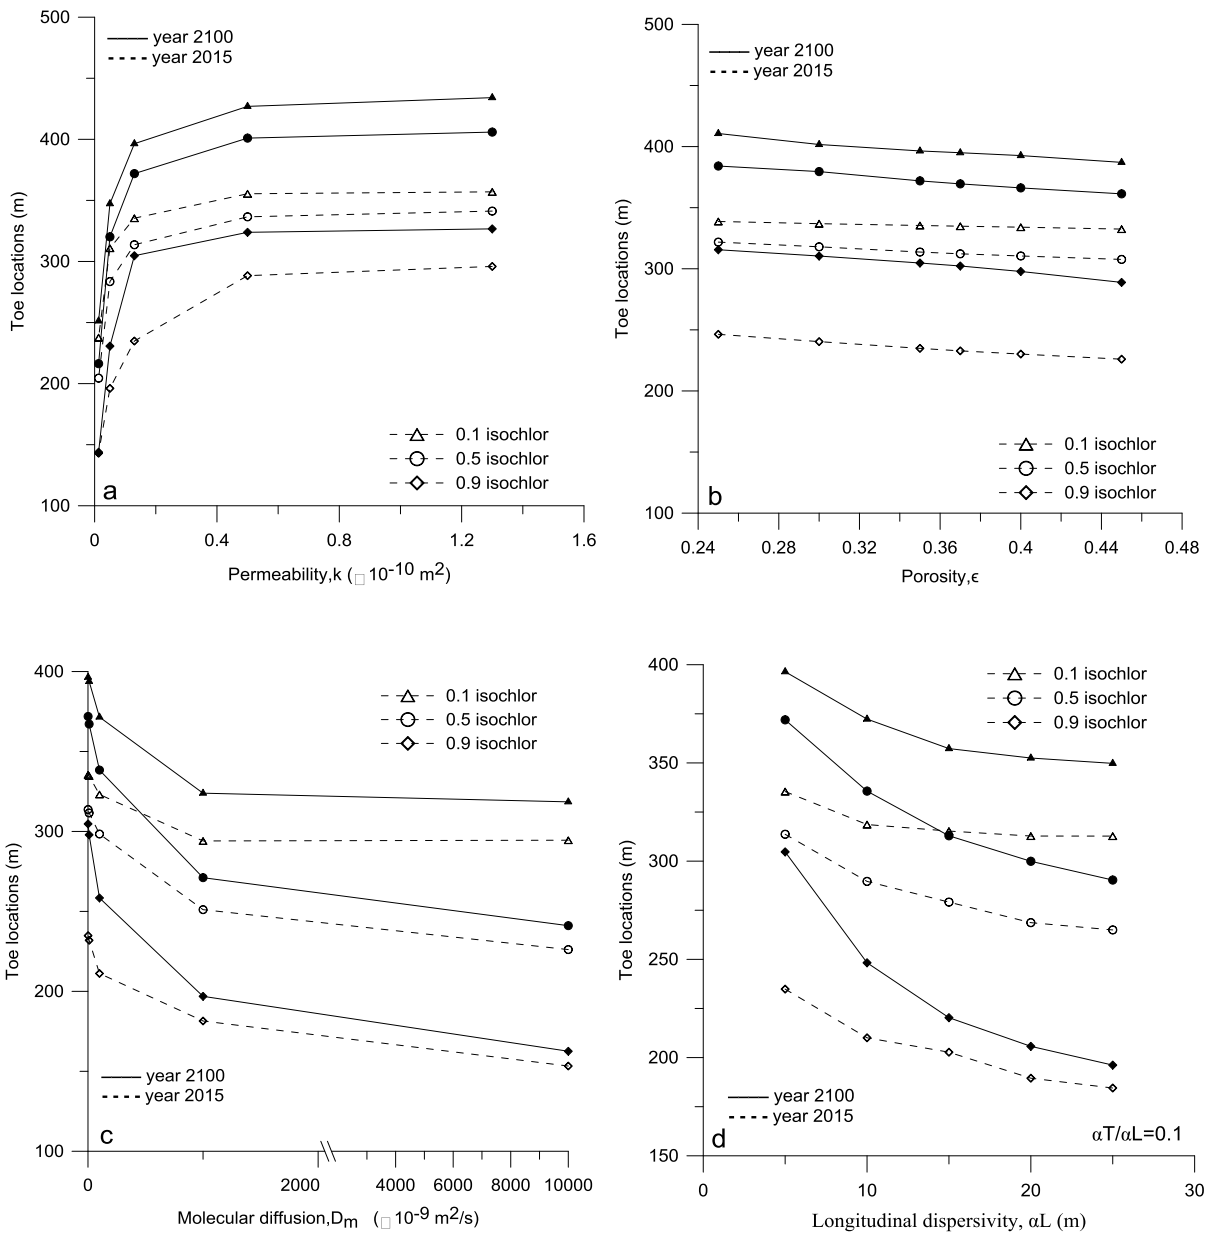 500
400
300
200
100
Toe locations (m)
year 2100
year 2015
0.1 isochlor
0.5 isochlor
0.9 isochlor
a
0
0.4
0.8
1.2
1.6
Permeability,k (□10-10 m2)
500
400
300
200
100
Toe locations (m)
year 2100
year 2015
0.1 isochlor
0.5 isochlor
0.9 isochlor
b
0.24
0.28
0.32
0.36
0.4
0.44
0.48
Porosity,ϵ
400
300
200
100
Toe locations (m)
0.1 isochlor
0.5 isochlor
0.9 isochlor
year 2100
year 2015
c
0
2000
4000
6000
8000
10000
Molecular diffusion,Dm (□10-9 m2/s)
400
350
300
250
200
150
Toe locations (m)
0.1 isochlor
0.5 isochlor
0.9 isochlor
year 2100
year 2015
d
αT/αL=0.1
0
10
20
30
Longitudinal dispersivity, αL (m)